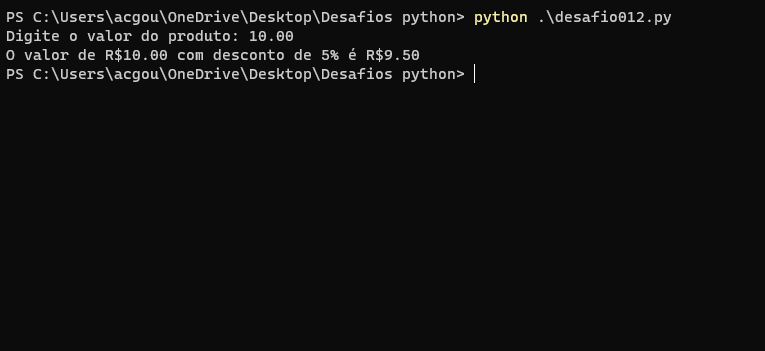 PS C:\Users\acgou\OneDrive\Desktop\Desafios python> python .\desafio012.py
Digite o valor do produto: 10.00
O valor de R$10.00 com desconto de 5% é R$9.50
PS C:\Users\acgou\OneDrive\Desktop\Desafios python>